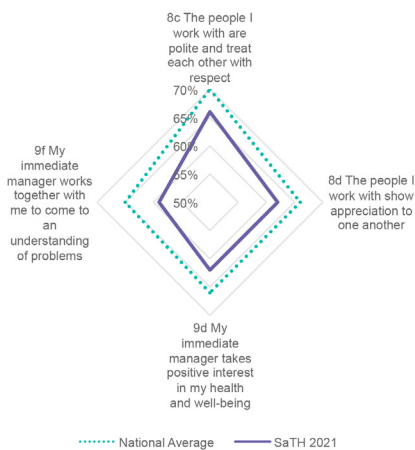 8c The people I
work with are
polite and treat
each other with
respect
70%
65%
60%
55%
50%
9f My
immediate
manager works
together with
me to come to
an
understanding
of problems
8d The people I
work with show
appreciation to
one another
9d My
immediate
manager takes
positive interest
in my health
and well-being
National Average
SaTH 2021